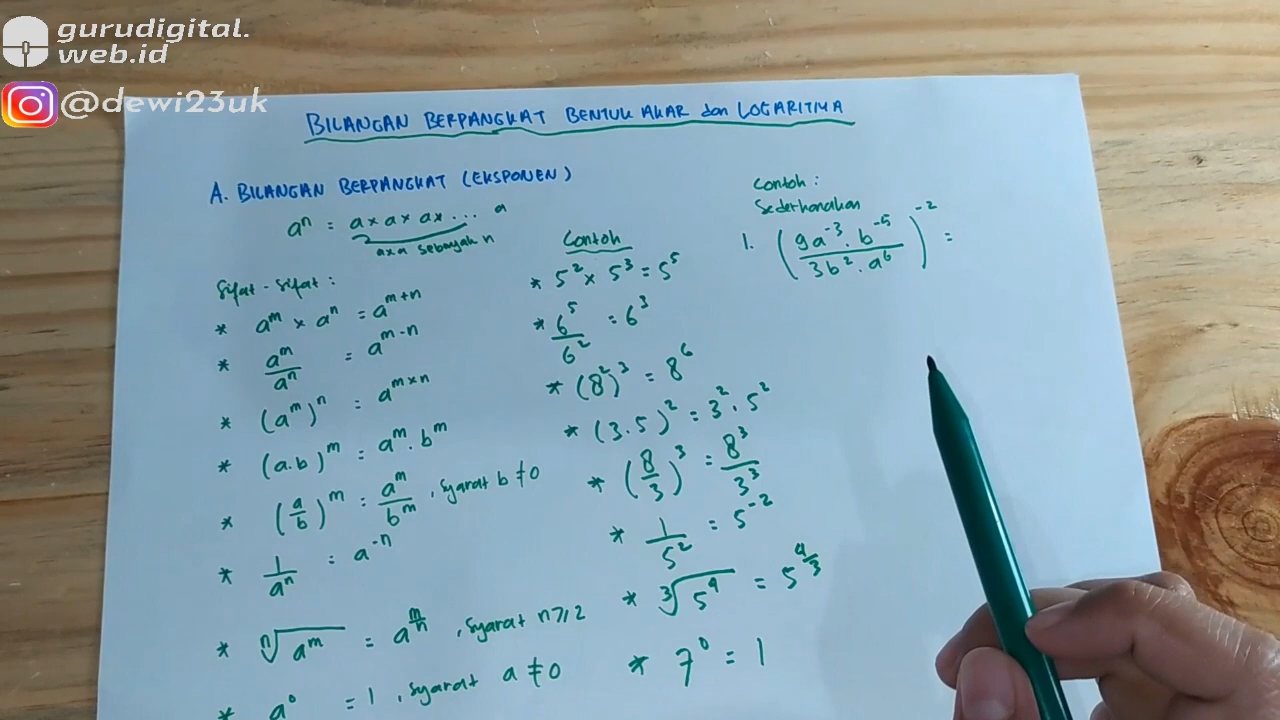 gurudigital.
web.id
@dewi23uk
BILANGAN BERPANGKAT BENTUK AKAR dan LOGARITMA
A. BILANGAN BERPANGKAT (EKSPONEN)
aⁿ = a × a × a × ... a
axa sebanyak n
Sifat - Sifat :
* aᵐ × aⁿ = aᵐ⁺ⁿ
* aᵐ/aⁿ = aᵐ⁻ⁿ
* (aᵐ)ⁿ = aᵐˣⁿ
* (a.b)ᵐ = aᵐ . bᵐ
* (a/b)ᵐ = aᵐ/bᵐ , syarat b ≠ 0
* 1/aⁿ = a⁻ⁿ
* ⁿ√aᵐ = a^(m/n) , syarat n ≥ 2
* a⁰ = 1 , syarat a ≠ 0
Contoh
* 5² × 5³ = 5⁵
* 6⁵/6² = 6³
* (8²)³ = 8⁶
* (3.5)² = 3² . 5²
* (8/3)³ = 8³/3³
* 1/5² = 5⁻²
* ³√5⁴ = 5^(4/3)
* 7⁰ = 1
Contoh :
Sederhanakan
1. (9a⁻³ . b⁻⁵ / 3b² . a⁶)⁻² =